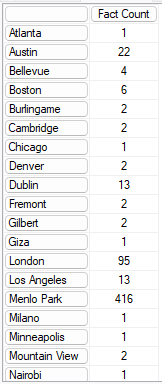 Fact Count
Atlanta 1
Austin 22
Bellevue 4
Boston 6
Burlingame 2
Cambridge 2
Chicago 1
Denver 2
Dublin 13
Fremont 2
Gilbert 2
Giza 1
London 95
Los Angeles 13
Menlo Park 416
Milano 1
Minneapolis 1
Mountain View 2
Nairobi 1